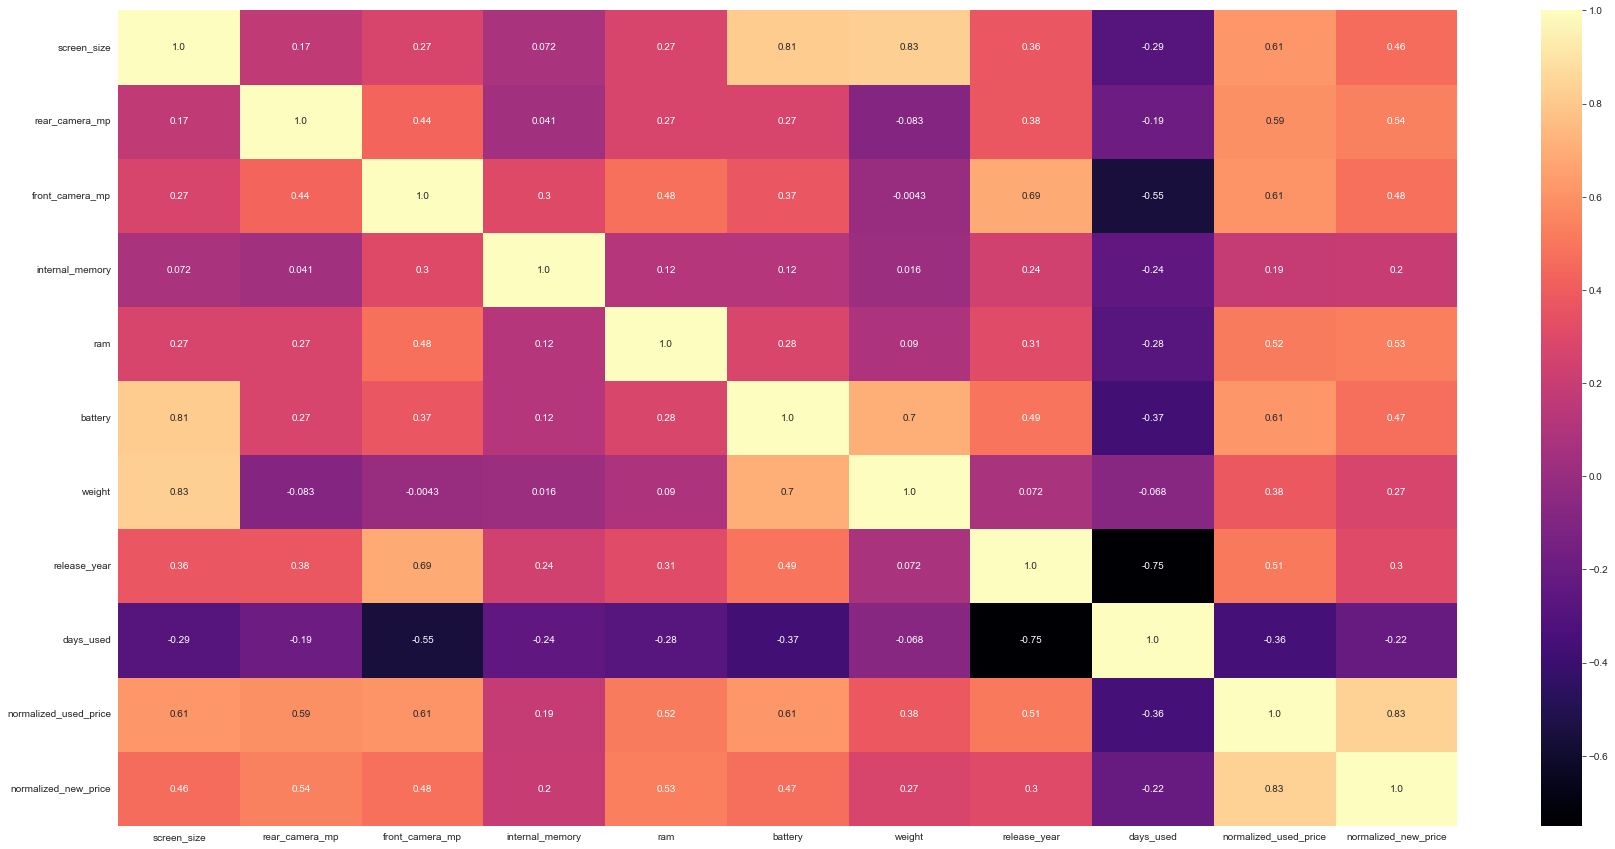 screen_size 1.0 0.17 0.27 0.072 0.27 0.81 0.83 0.36 -0.29 0.61 0.46
rear_camera_mp 0.17 1.0 0.44 0.041 0.27 0.27 -0.083 0.38 -0.19 0.59 0.54
front_camera_mp 0.27 0.44 1.0 0.3 0.48 0.37 -0.0043 0.69 -0.55 0.61 0.48
internal_memory 0.072 0.041 0.3 1.0 0.12 0.12 0.016 0.24 -0.24 0.19 0.2
ram 0.27 0.27 0.48 0.12 1.0 0.28 0.09 0.31 -0.28 0.52 0.53
battery 0.81 0.27 0.37 0.12 0.28 1.0 0.7 0.49 -0.37 0.61 0.47
weight 0.83 -0.083 -0.0043 0.016 0.09 0.7 1.0 0.072 -0.068 0.38 0.27
release_year 0.36 0.38 0.69 0.24 0.31 0.49 0.072 1.0 -0.75 0.51 0.3
days_used -0.29 -0.19 -0.55 -0.24 -0.28 -0.37 -0.068 -0.75 1.0 -0.36 -0.22
normalized_used_price 0.61 0.59 0.61 0.19 0.52 0.61 0.38 0.51 -0.36 1.0 0.83
normalized_new_price 0.46 0.54 0.48 0.2 0.53 0.47 0.27 0.3 -0.22 0.83 1.0
screen_size rear_camera_mp front_camera_mp internal_memory ram battery weight release_year days_used normalized_used_price normalized_new_price
1.0
0.8
0.6
0.4
0.2
0.0
−0.2
−0.4
−0.6